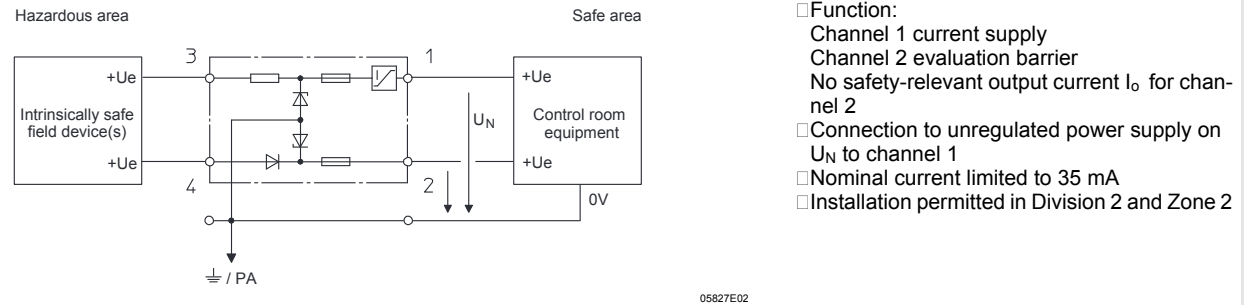 Hazardous area
Safe area
3
1
+Ue
+Ue
Intrinsically safe
field device(s)
UN
Control room
equipment
+Ue
+Ue
4
2
0V
/ PA
05827E02
□Function:
Channel 1 current supply
Channel 2 evaluation barrier
No safety-relevant output current Io for chan-
nel 2
□Connection to unregulated power supply on
UN to channel 1
□Nominal current limited to 35 mA
□Installation permitted in Division 2 and Zone 2